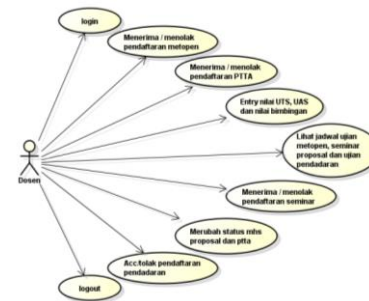 login
Menerima / menolak
pendaftaran metopen
Menerima / menolak
pendaftaran PTTA
Entry nilai UTS, UAS
dan nilai bimbingan
Lihat jadwal ujian
metopen, seminar
proposal dan ujian
pendadaran
Dosen
Menerima / menolak
pendaftaran seminar
Merubah status mhs
proposal dan ptta
Acc/tolak pendaftaran
pendadaran
logout